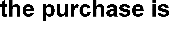 the purchase is